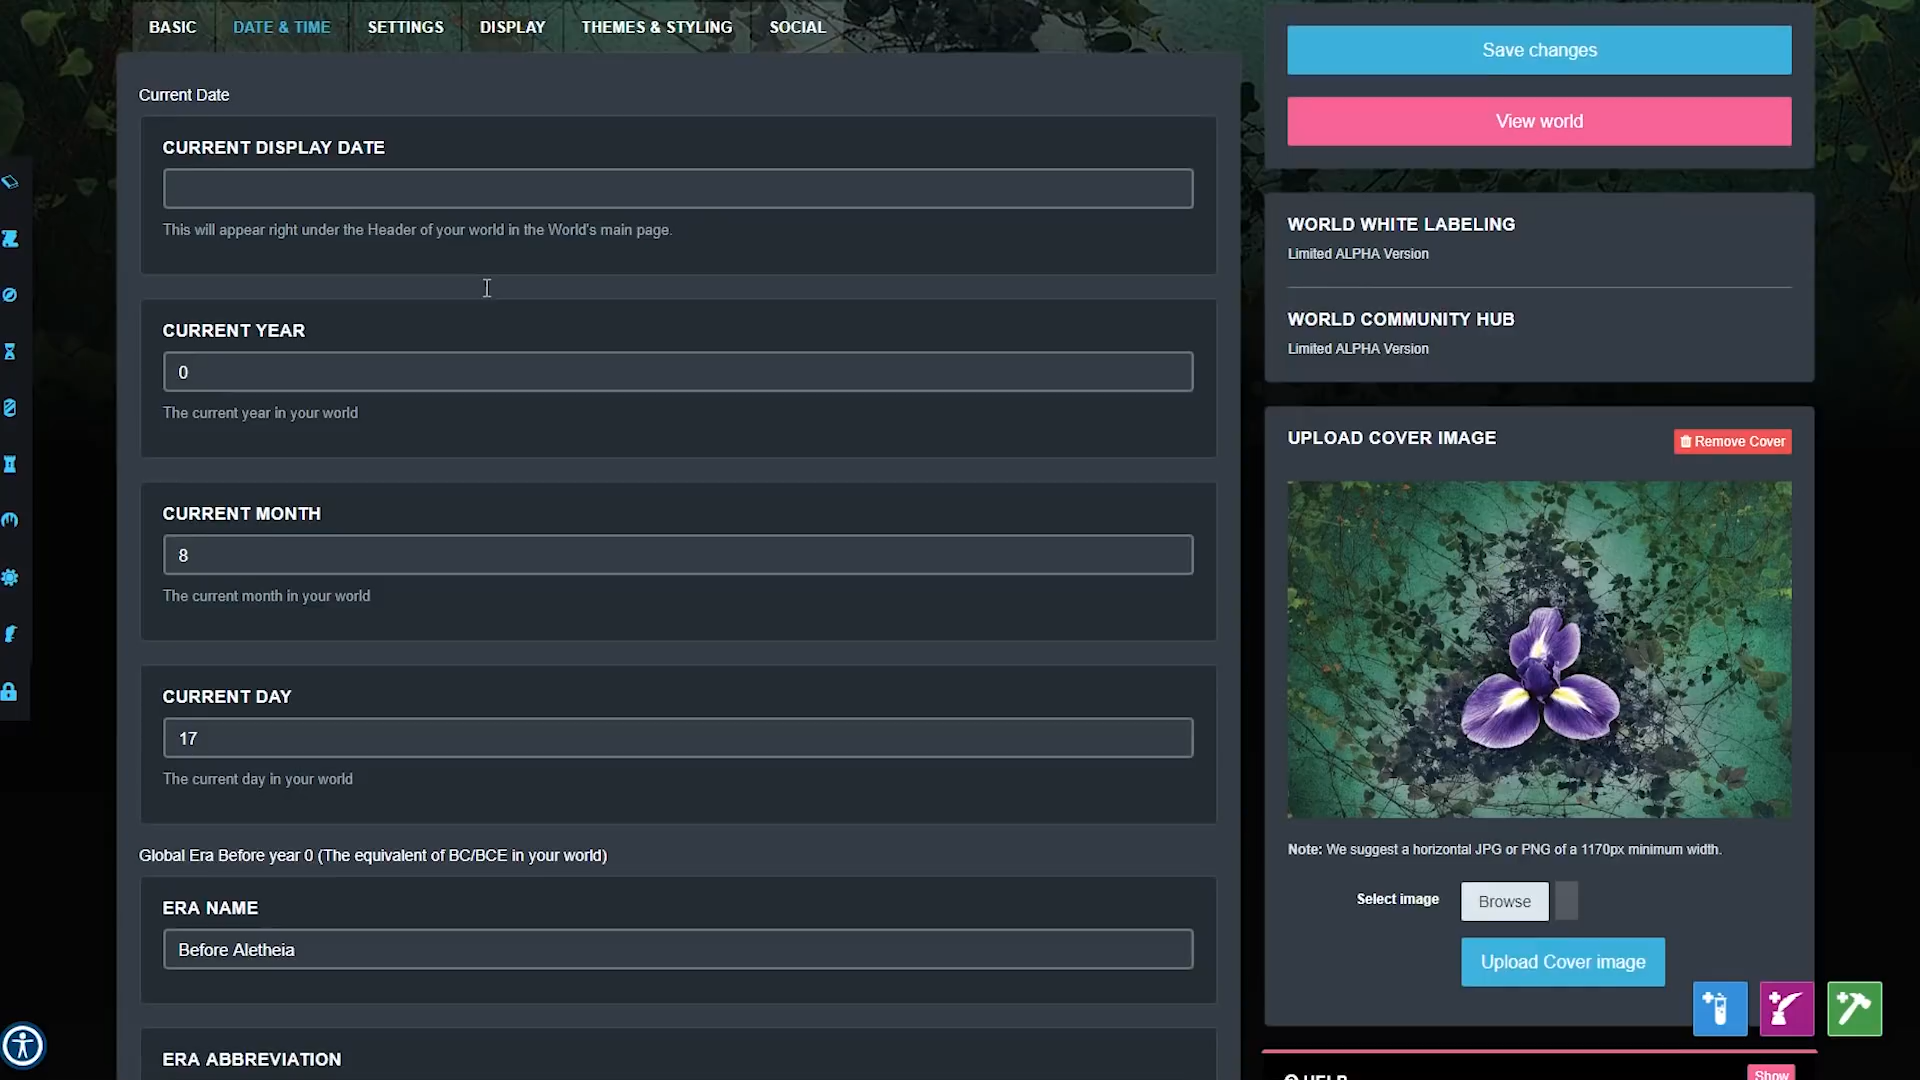 BASIC
DATE & TIME
SETTINGS
DISPLAY
THEMES & STYLING
SOCIAL
Current Date
CURRENT DISPLAY DATE
This will appear right under the Header of your world in the World's main page.
CURRENT YEAR
0
The current year in your world
CURRENT MONTH
8
The current month in your world
CURRENT DAY
17
The current day in your world
Global Era Before year 0 (The equivalent of BC/BCE in your world)
ERA NAME
Before Aletheia
ERA ABBREVIATION
Save changes
View world
WORLD WHITE LABELING
Limited ALPHA Version
WORLD COMMUNITY HUB
Limited ALPHA Version
UPLOAD COVER IMAGE
Remove Cover
Note: We suggest a horizontal JPG or PNG of a 1170px minimum width.
Select image
Browse
Upload Cover image
HELP
Show